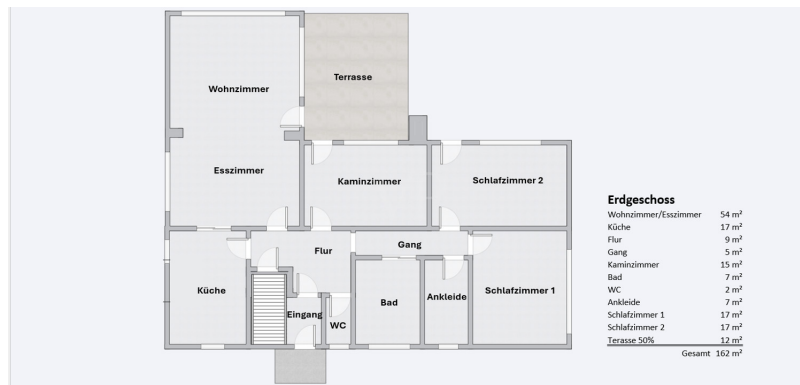 Wohnzimmer
Terrasse
Esszimmer
Kaminzimmer
Schlafzimmer 2
Flur
Gang
Küche
Eingang
WC
Bad
Ankleide
Schlafzimmer 1
Erdgeschoss
Wohnzimmer/Esszimmer 54 m²
Küche 17 m²
Flur 9 m²
Gang 5 m²
Kaminzimmer 15 m²
Bad 7 m²
WC 2 m²
Ankleide 7 m²
Schlafzimmer 1 17 m²
Schlafzimmer 2 17 m²
Terasse 50% 12 m²
Gesamt 162 m²